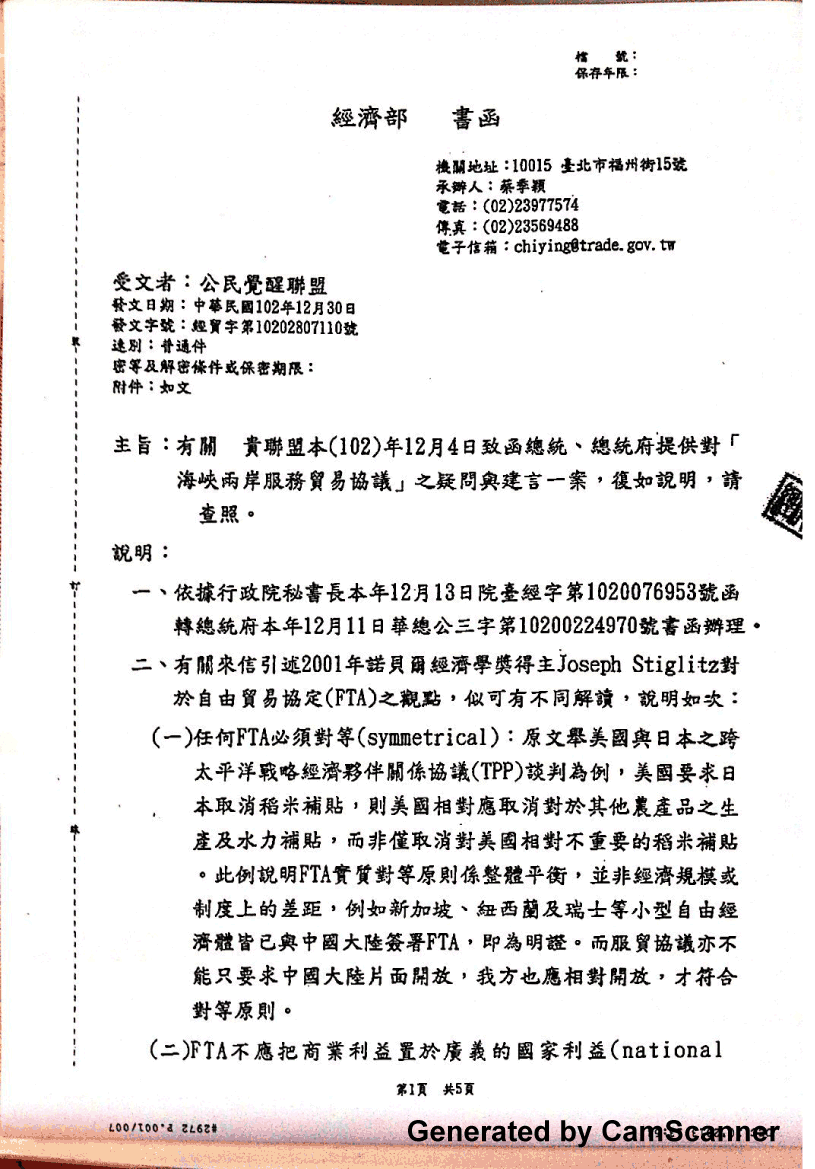 檔　　號：
保存年限：
經濟部　書函
機關地址：10015 臺北市福州街15號
承辦人：蔡季穎
電話：(02)23977574
傳真：(02)23569488
電子信箱：chiying@trade.gov.tw
受文者：公民覺醒聯盟
發文日期：中華民國102年12月30日
發文字號：經貿字第10202807110號
速別：普通件
密等及解密條件或保密期限：
附件：如文
主旨：有關　貴聯盟本(102)年12月4日致函總統、總統府提供對「
海峽兩岸服務貿易協議」之疑問與建言一案，復如說明，請
查照。
說明：
一、依據行政院秘書長本年12月13日院臺經字第1020076953號函
轉總統府本年12月11日華總公三字第10200224970號書函辦理。
二、有關來信引述2001年諾貝爾經濟學獎得主Joseph Stiglitz對
於自由貿易協定(FTA)之觀點，似可有不同解讀，說明如次：
(一)任何FTA必須對等(symmetrical)：原文舉美國與日本之跨
太平洋戰略經濟夥伴關係協議(TPP)談判為例，美國要求日
本取消稻米補貼，則美國相對應取消對於其他農產品之生
產及水力補貼，而非僅取消對美國相對不重要的稻米補貼
。此例說明FTA實質對等原則係整體平衡，並非經濟規模或
制度上的差距，例如新加坡、紐西蘭及瑞士等小型自由經
濟體皆已與中國大陸簽署FTA，即為明證。而服貿協議亦不
能只要求中國大陸片面開放，我方也應相對開放，才符合
對等原則。
(二)FTA不應把商業利益置於廣義的國家利益(national
第1頁　共5頁
#2972 P.001/007
Generated by CamScanner